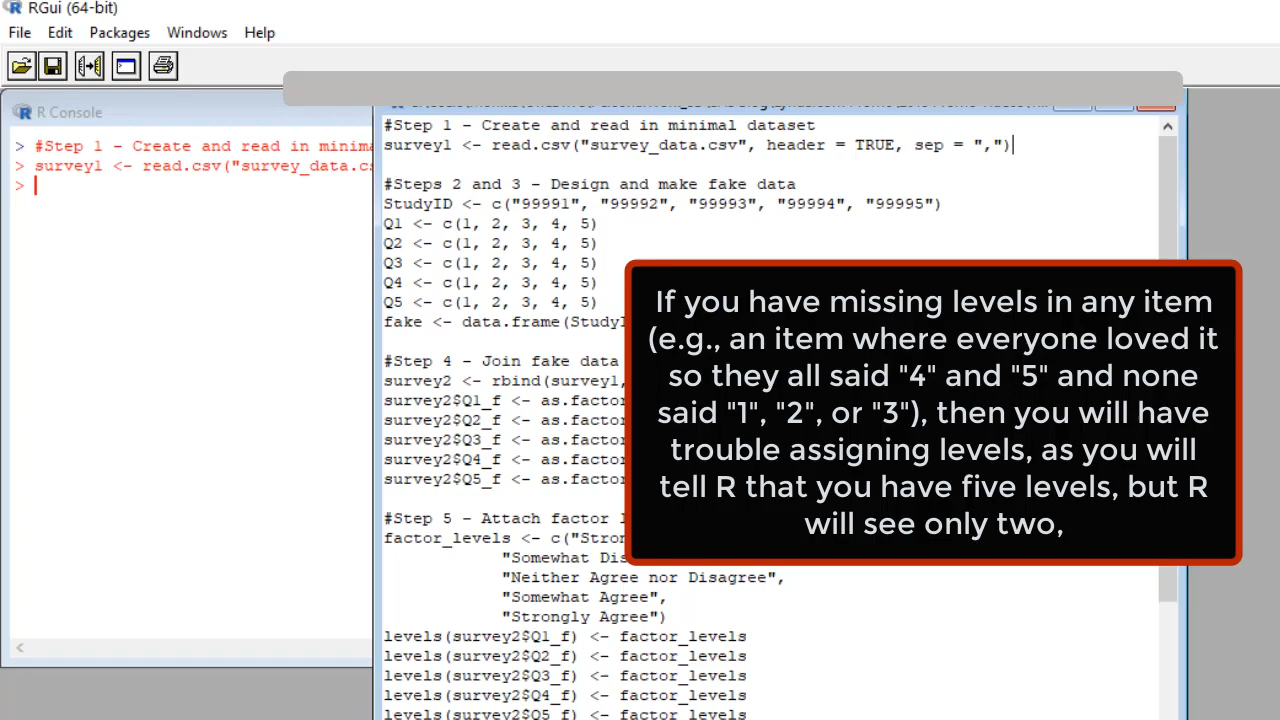 RGui (64-bit)
File Edit Packages Windows Help
R Console
> #Step 1 - Create and read in minima
> survey1 <- read.csv("survey_data.cs
>
#Step 1 - Create and read in minimal dataset
survey1 <- read.csv("survey_data.csv", header = TRUE, sep = ",")
#Steps 2 and 3 - Design and make fake data
StudyID <- c("99991", "99992", "99993", "99994", "99995")
Q1 <- c(1, 2, 3, 4, 5)
Q2 <- c(1, 2, 3, 4, 5)
Q3 <- c(1, 2, 3, 4, 5)
Q4 <- c(1, 2, 3, 4, 5)
Q5 <- c(1, 2, 3, 4, 5)
fake <- data.frame(StudyI
#Step 4 - Join fake data
survey2 <- rbind(survey1,
survey2$Q1_f <- as.factor
survey2$Q2_f <- as.factor
survey2$Q3_f <- as.factor
survey2$Q4_f <- as.factor
survey2$Q5_f <- as.factor
#Step 5 - Attach factor l
factor_levels <- c("Stron
"Somewhat Dis
"Neither Agree nor Disagree",
"Somewhat Agree",
"Strongly Agree")
levels(survey2$Q1_f) <- factor_levels
levels(survey2$Q2_f) <- factor_levels
levels(survey2$Q3_f) <- factor_levels
levels(survey2$Q4_f) <- factor_levels
levels(survey2$Q5_f) <- factor_levels
If you have missing levels in any item
(e.g., an item where everyone loved it
so they all said "4" and "5" and none
said "1", "2", or "3"), then you will have
trouble assigning levels, as you will
tell R that you have five levels, but R
will see only two,